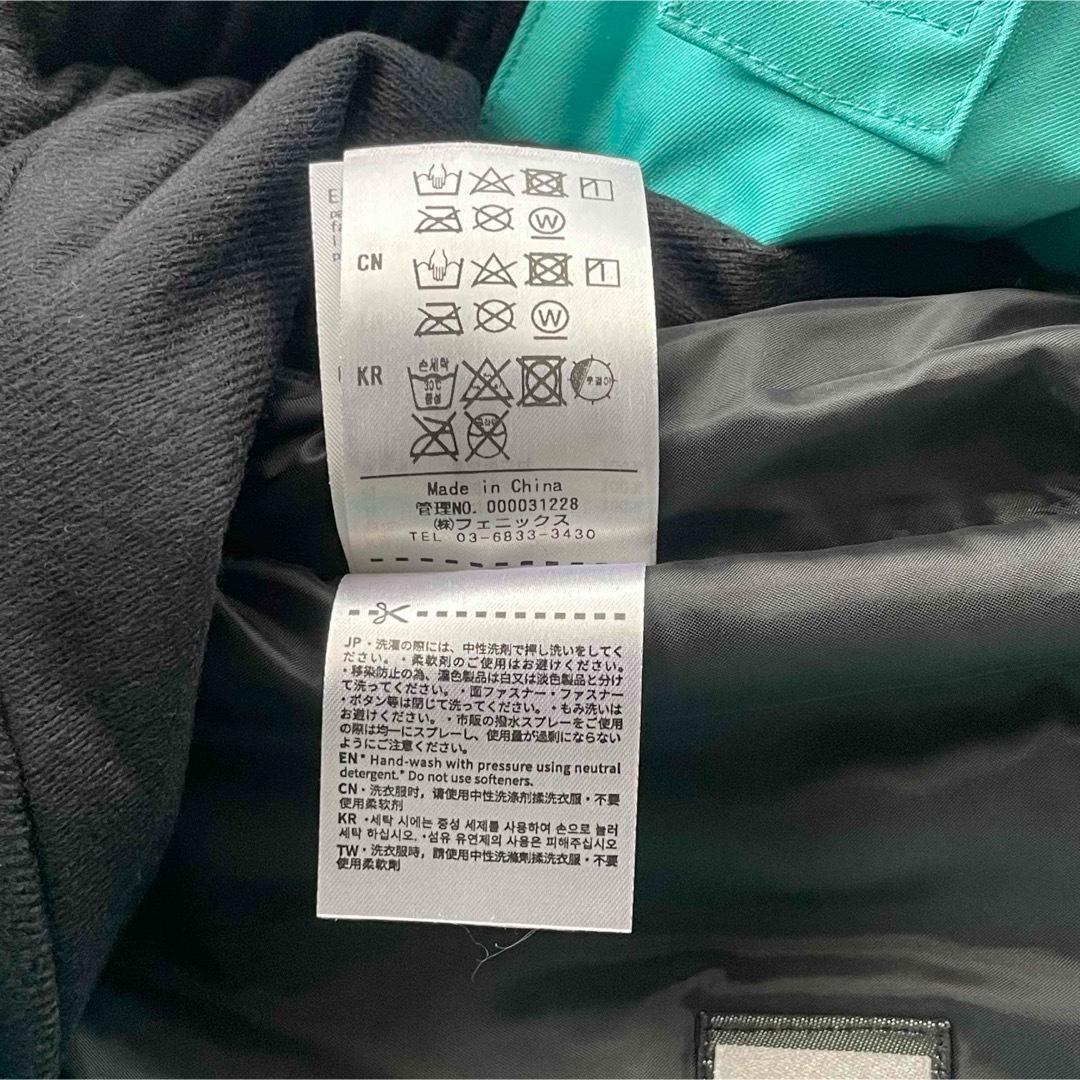 W
CN
W
KR
손세탁
30℃
중성
Made in China
管理NO. 000031228
㈱フェニックス
TEL 03-6833-3430
JP・洗濯の際には、中性洗剤で押し洗いをしてく
ださい。・柔軟剤のご使用はお避けください。
・移染防止の為、濃色製品は白又は淡色製品と分け
て洗ってください。・面ファスナー・ファスナー
・ボタン等は閉じて洗ってください。・もみ洗いは
お避けください。・市販の撥水スプレーをご使用
の際は均一にスプレーし、使用量が過剰にならない
ようにご注意ください。
EN* Hand-wash with pressure using neutral
detergent.* Do not use softeners.
CN・洗衣服时，请使用中性洗涤剂揉洗衣服・不要
使用柔软剂
KR・세탁 시에는 중성 세제를 사용하여 손으로 눌러
세탁 하십시오. ・섬유 유연제의 사용은 피해주십시오
TW・洗衣服時，請使用中性洗滌劑揉洗衣服・不要
使用柔軟劑